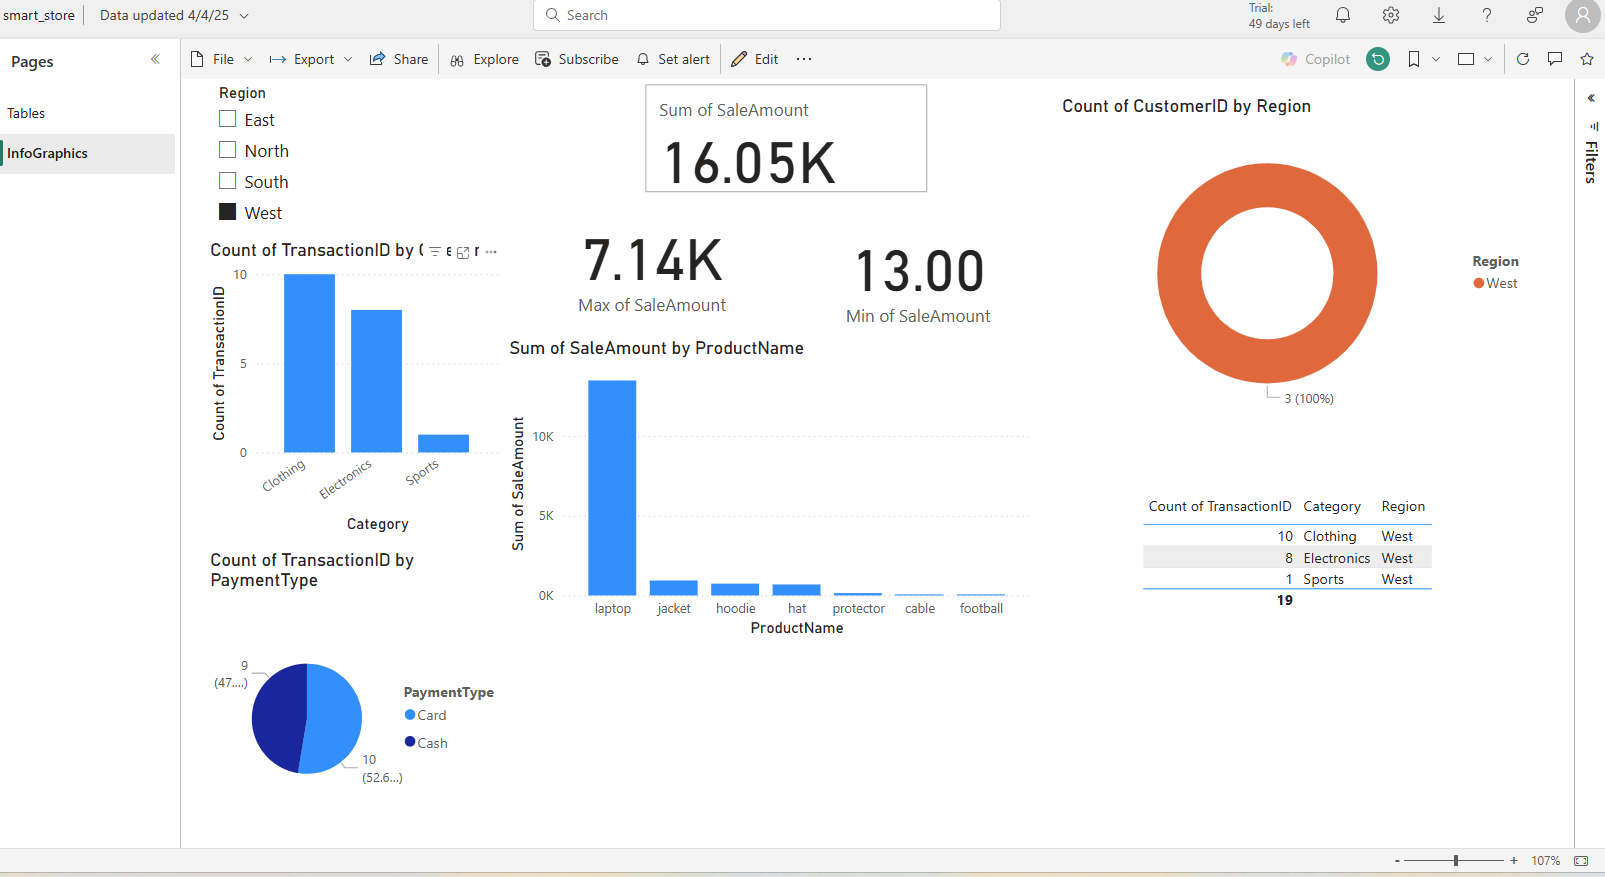 smart_store
Data updated 4/4/25
Search
Trial:
49 days left
Pages
Tables
InfoGraphics
File
Export
Share
Explore
Subscribe
Set alert
Edit
Copilot
Filters
Region
East
North
South
West
Sum of SaleAmount
16.05K
7.14K
Max of SaleAmount
13.00
Min of SaleAmount
Count of CustomerID by Region
3 (100%)
Region
West
Count of TransactionID by
10
5
0
Count of TransactionID
Clothing
Electronics
Sports
Category
Sum of SaleAmount by ProductName
Sum of SaleAmount
10K
5K
0K
laptop
jacket
hoodie
hat
protector
cable
football
ProductName
Count of TransactionID by
PaymentType
9
(47....)
10
(52.6...)
PaymentType
Card
Cash
Count of TransactionID Category Region
10 Clothing West
8 Electronics West
1 Sports West
19
107%